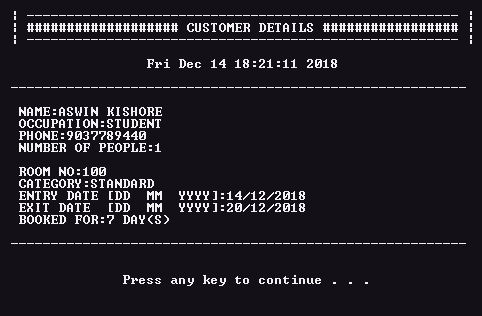 ################### CUSTOMER DETAILS #################
Fri Dec 14 18:21:11 2018
NAME:ASWIN KISHORE
OCCUPATION:STUDENT
PHONE:9037789440
NUMBER OF PEOPLE:1
ROOM NO:100
CATEGORY:STANDARD
ENTRY DATE [DD  MM  YYYY]:14/12/2018
EXIT DATE  [DD  MM  YYYY]:20/12/2018
BOOKED FOR:7 DAY(S)
Press any key to continue . . .